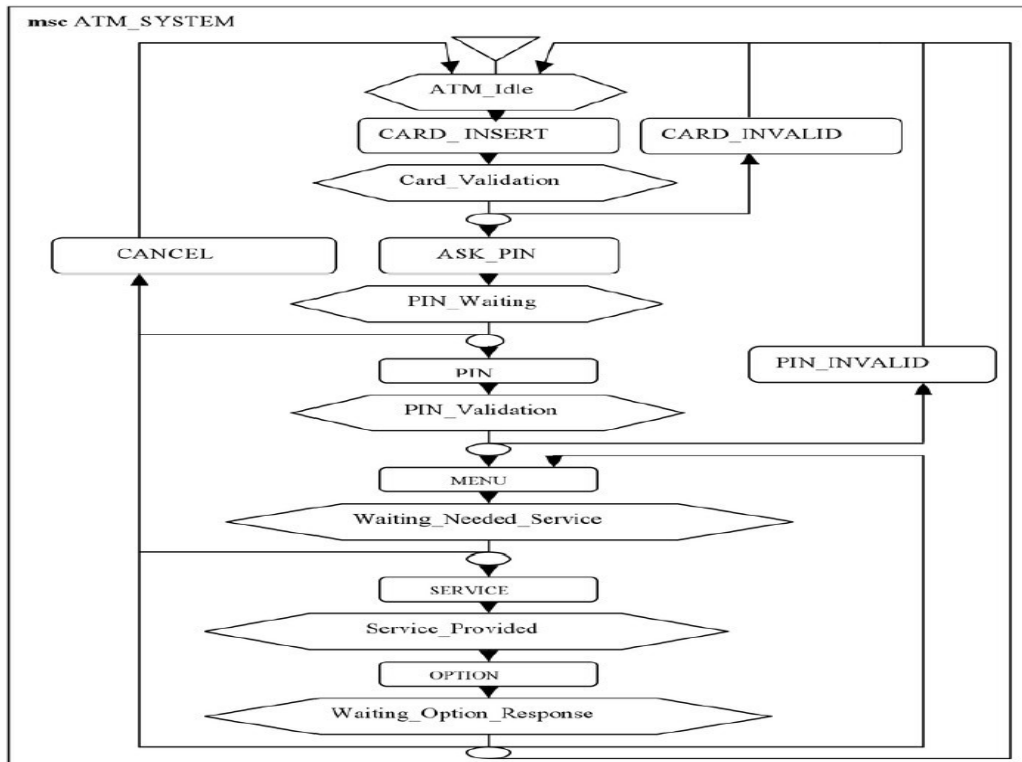 msc ATM_SYSTEM
ATM_Idle
CARD_INSERT
CARD_INVALID
Card_Validation
CANCEL
ASK_PIN
PIN_Waiting
PIN
PIN_INVALID
PIN_Validation
MENU
Waiting_Needed_Service
SERVICE
Service_Provided
OPTION
Waiting_Option_Response